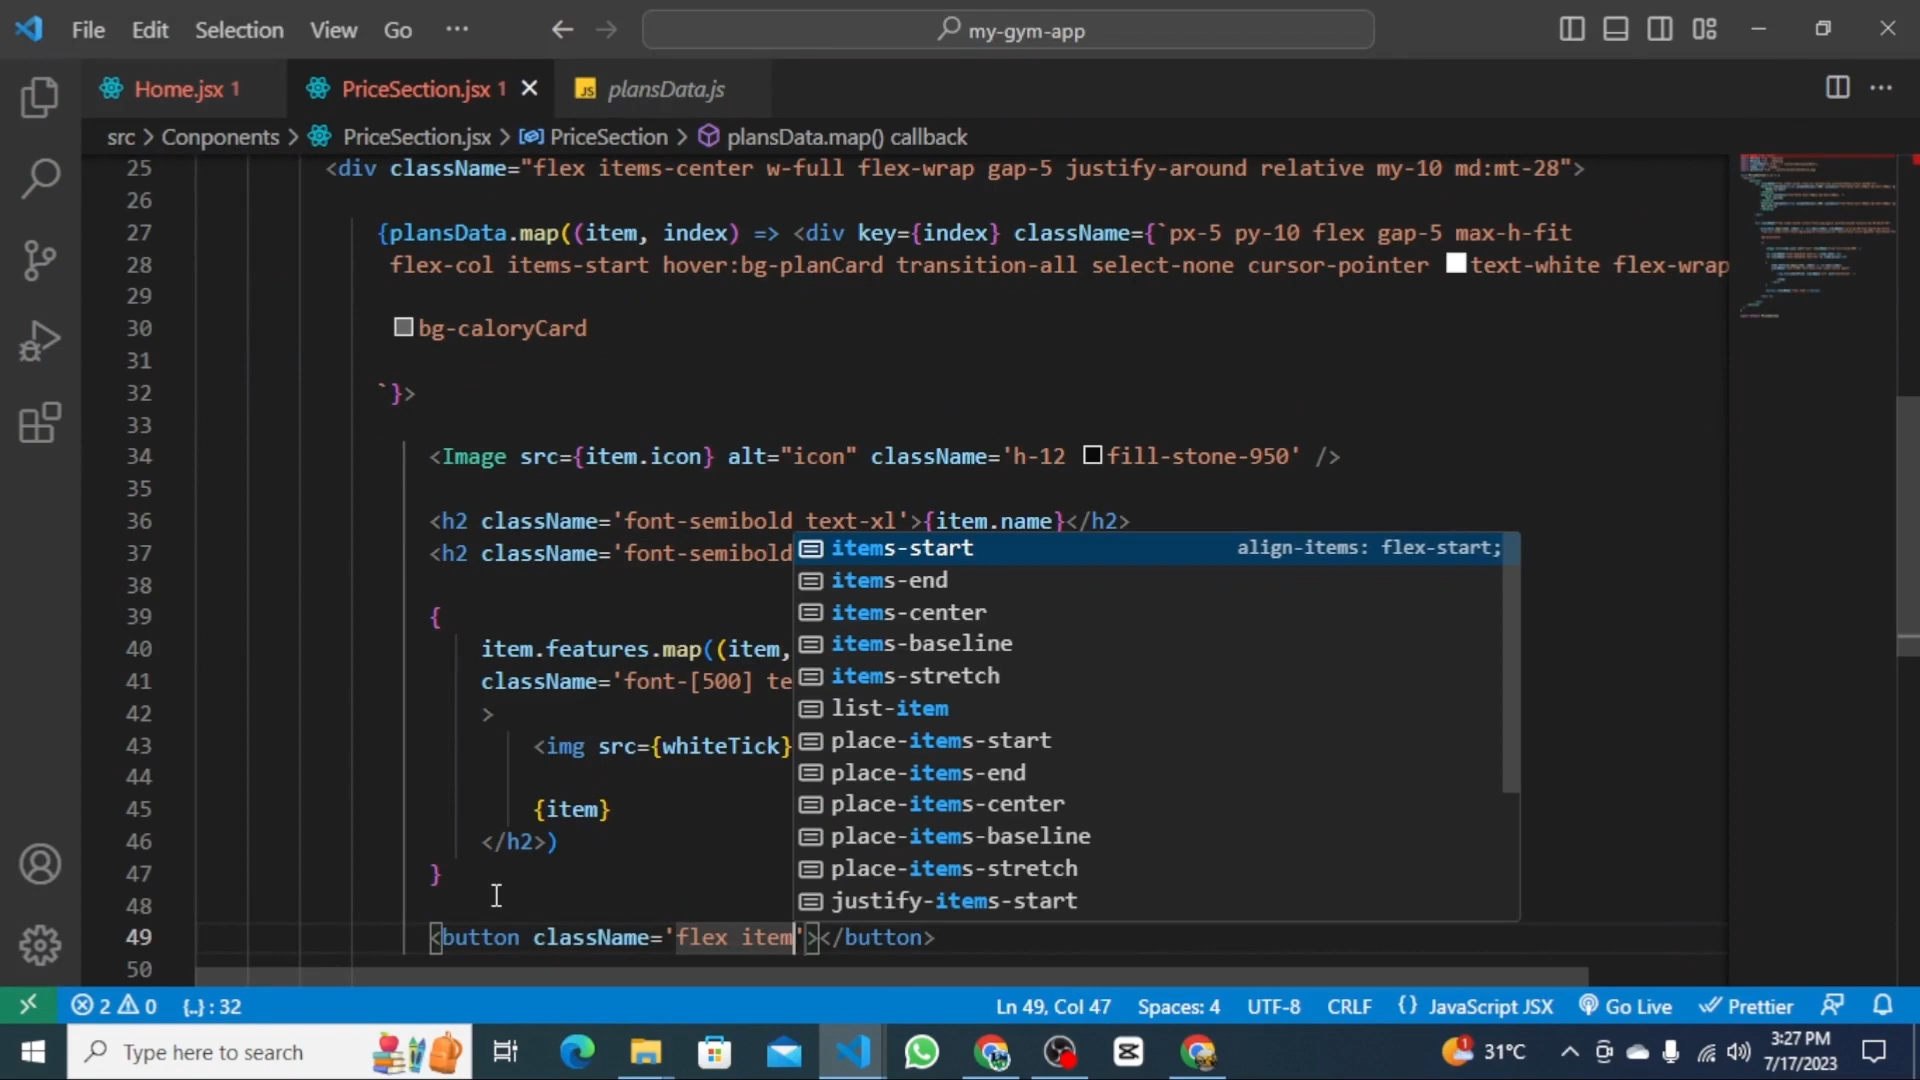 File Edit Selection View Go ··· my-gym-app
Home.jsx 1 PriceSection.jsx 1 JS plansData.js
src > Conponents > PriceSection.jsx > PriceSection > plansData.map() callback
25 <div className="flex items-center w-full flex-wrap gap-5 justify-around relative my-10 md:mt-28">
26
27 {plansData.map((item, index) => <div key={index} className={`px-5 py-10 flex gap-5 max-h-fit
28 flex-col items-start hover:bg-planCard transition-all select-none cursor-pointer text-white flex-wrap
29
30 bg-caloryCard
31
32 `}>
33
34 <Image src={item.icon} alt="icon" className='h-12 fill-stone-950' />
35
36 <h2 className='font-semibold text-xl'>{item.name}</h2>
37 <h2 className='font-semibold
38
39 {
40 item.features.map((item,
41 className='font-[500] te
42 >
43 <img src={whiteTick}
44
45 {item}
46 </h2>)
47 }
48
49 <button className='flex item'></button>
50
items-start align-items: flex-start;
items-end
items-center
items-baseline
items-stretch
list-item
place-items-start
place-items-end
place-items-center
place-items-baseline
place-items-stretch
justify-items-start
2 0 {..} : 32 Ln 49, Col 47 Spaces: 4 UTF-8 CRLF {} JavaScript JSX Go Live Prettier
Type here to search 1 31°C 3:27 PM
7/17/2023